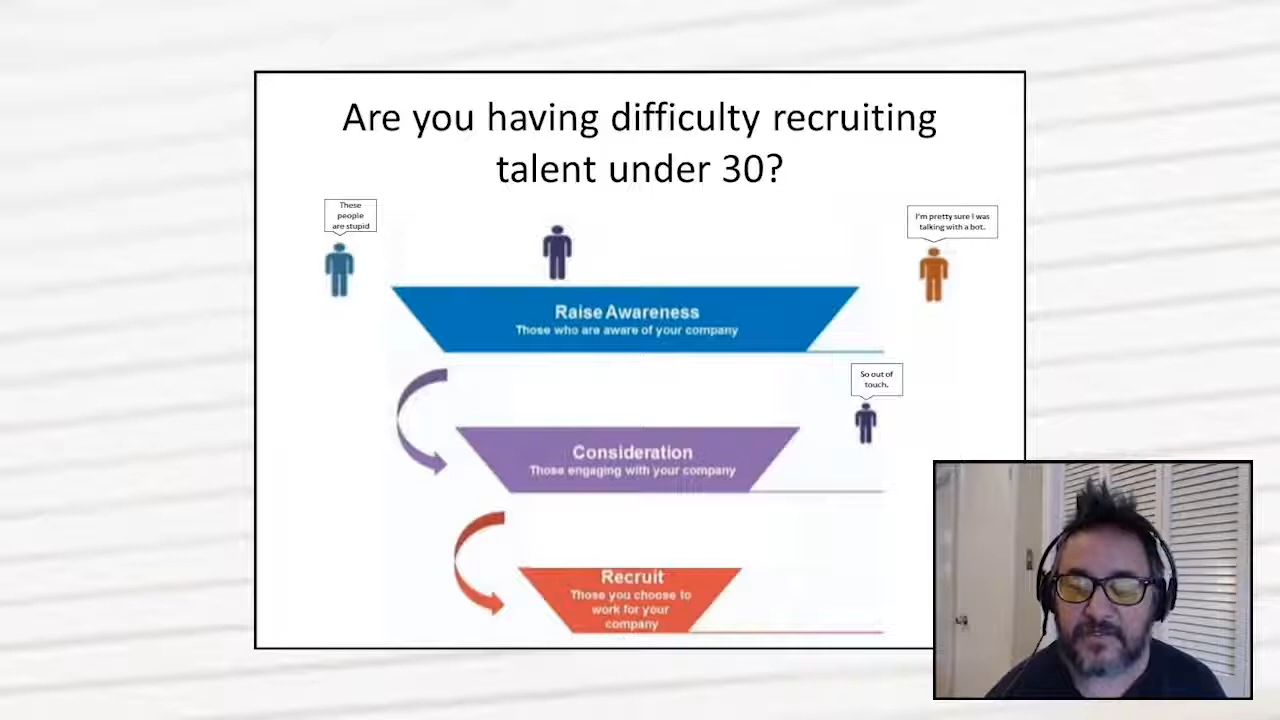 Are you having difficulty recruiting
talent under 30?
These
people
are stupid
I'm pretty sure I was
talking with a bot.
Raise Awareness
Those who are aware of your company
So out of
touch.
Consideration
Those engaging with your company
Recruit
Those you choose to
work for your
company